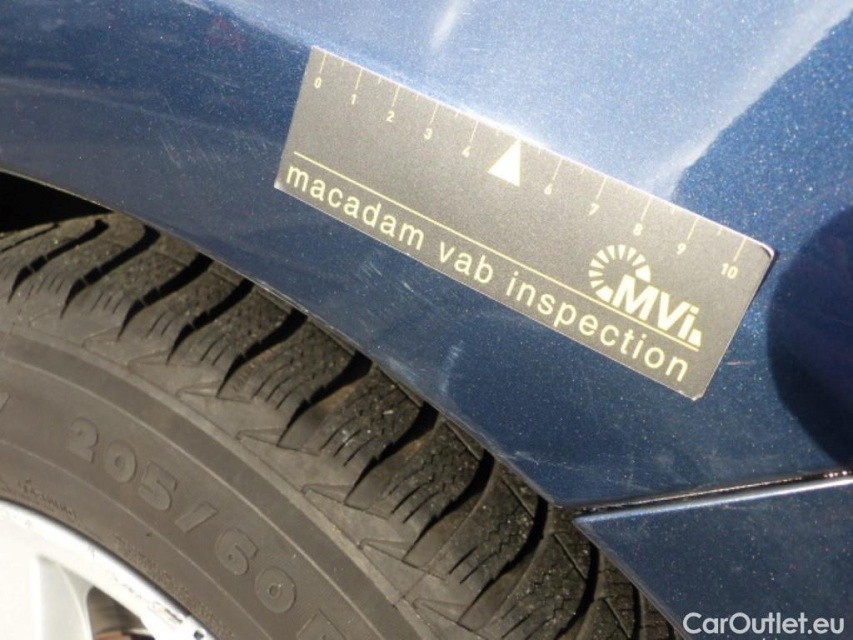 0 1 2 3 4 6 7 8 9 10
MVi
macadam vab inspection
205/60 R
CarOutlet.eu